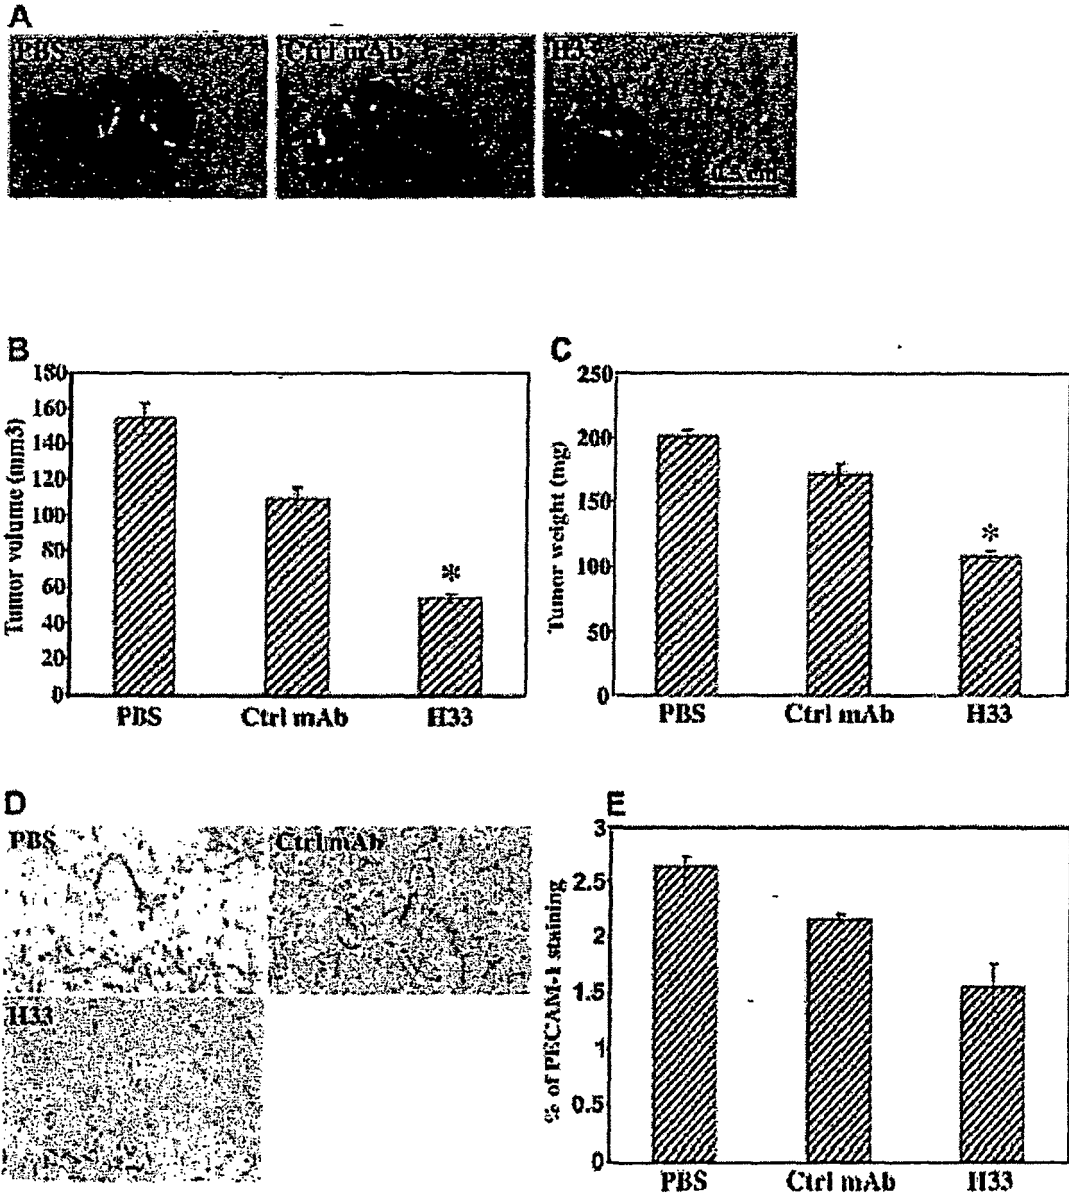 A
PBS
Ctrl mAb
H33
B
180
160
140
120
100
80
60
40
20
0
Tumor volume (mm3)
*
PBS
Ctrl mAb
H33
C
250
200
150
100
50
0
Tumor weight (mg)
*
PBS
Ctrl mAb
H33
D
PBS
Ctrl mAb
H33
E
3
2.5
2
1.5
1
0.5
0
% of PECAM-1 staining
PBS
Ctrl mAb
H33